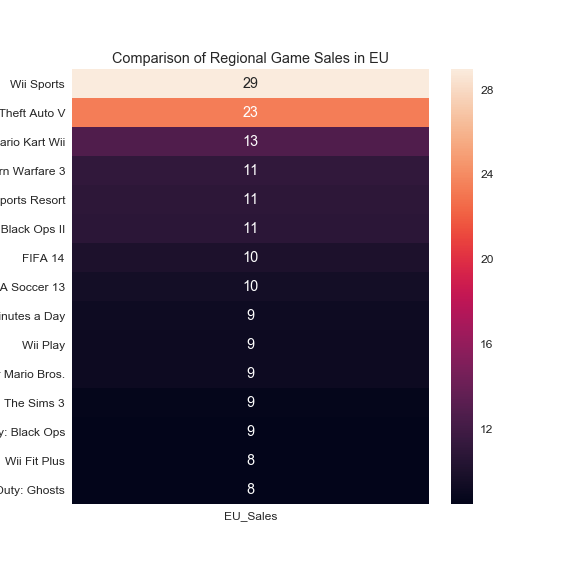 Comparison of Regional Game Sales in EU
Wii Sports 29
Theft Auto V 23
ario Kart Wii 13
rn Warfare 3 11
ports Resort 11
Black Ops II 11
FIFA 14 10
A Soccer 13 10
inutes a Day 9
Wii Play 9
Mario Bros. 9
The Sims 3 9
y: Black Ops 9
Wii Fit Plus 8
Duty: Ghosts 8
EU_Sales
28
24
20
16
12